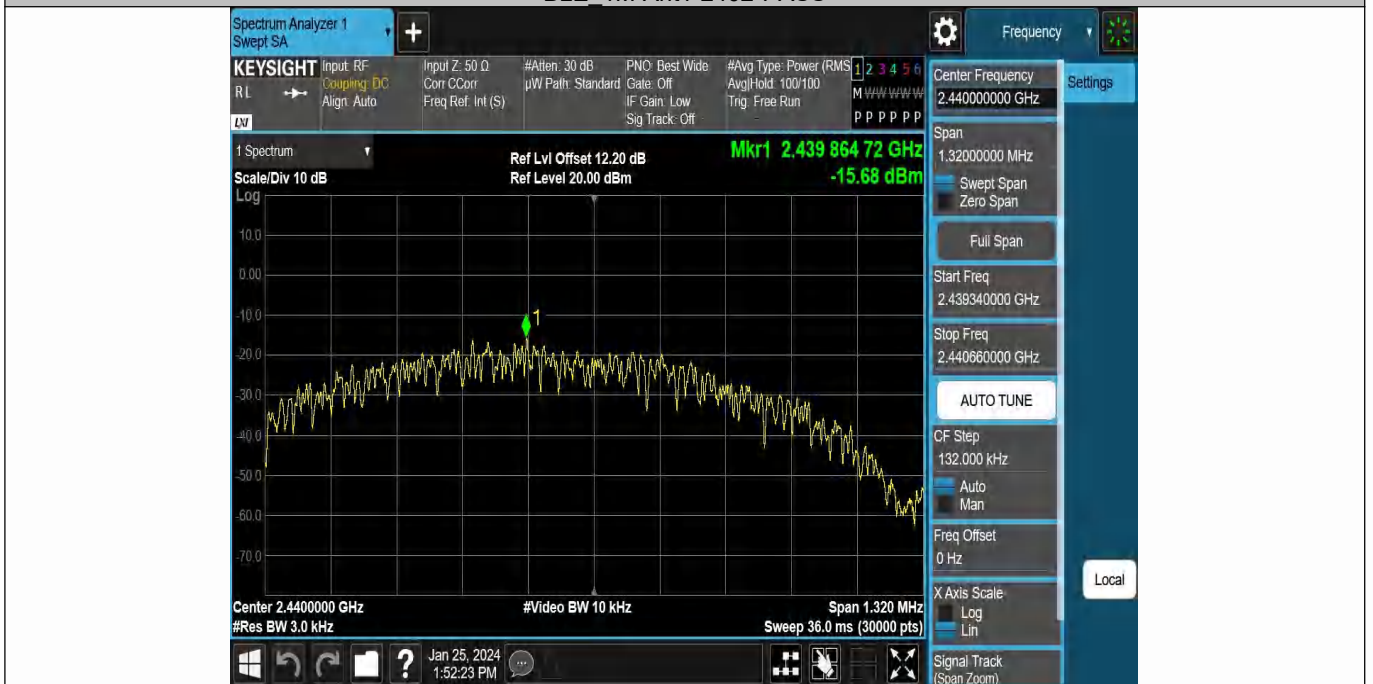 Spectrum Analyzer 1
Swept SA
+
Frequency
KEYSIGHT
RL
LXI
Input: RF
Coupling: DC
Align: Auto
Input Z: 50 Ω
Corr CCorr
Freq Ref: Int (S)
#Atten: 30 dB
µW Path: Standard
PNO: Best Wide
Gate: Off
IF Gain: Low
Sig Track: Off
#Avg Type: Power (RMS
Avg|Hold: 100/100
Trig: Free Run
1 2 3 4 5 6
M W W W W W
P P P P P P
1 Spectrum
Scale/Div 10 dB
Ref Lvl Offset 12.20 dB
Ref Level 20.00 dBm
Mkr1 2.439 864 72 GHz
-15.68 dBm
Log
10.0
0.00
-10.0
-20.0
-30.0
-40.0
-50.0
-60.0
-70.0
1
Center 2.4400000 GHz
#Res BW 3.0 kHz
#Video BW 10 kHz
Span 1.320 MHz
Sweep 36.0 ms (30000 pts)
Center Frequency
2.440000000 GHz
Settings
Span
1.32000000 MHz
Swept Span
Zero Span
Full Span
Start Freq
2.439340000 GHz
Stop Freq
2.440660000 GHz
AUTO TUNE
CF Step
132.000 kHz
Auto
Man
Freq Offset
0 Hz
X Axis Scale
Log
Lin
Local
Signal Track
(Span Zoom)
?
Jan 25, 2024
1:52:23 PM